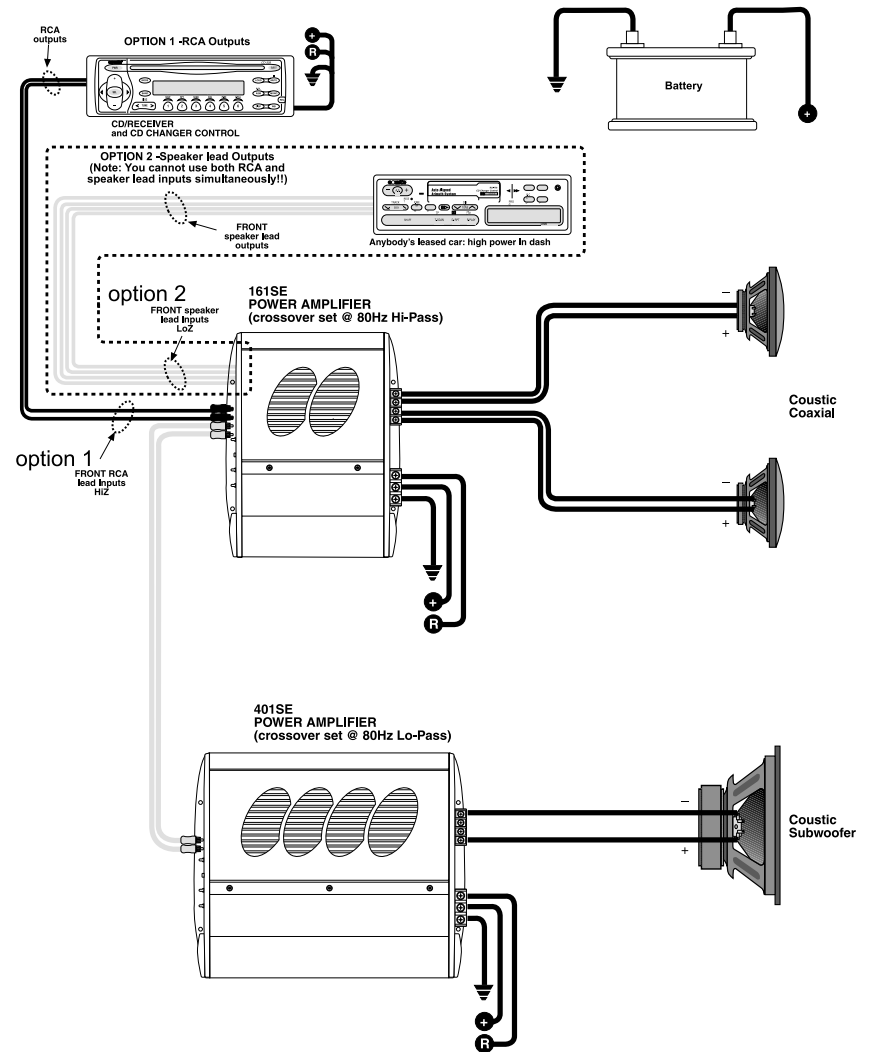 RCA
outputs
OPTION 1 -RCA Outputs
+
R
CD/RECEIVER
and CD CHANGER CONTROL
Battery
+
OPTION 2 -Speaker lead Outputs
(Note: You cannot use both RCA and
speaker lead inputs simultaneously!!)
FRONT
speaker lead
outputs
Anybody's leased car: high power In dash
option 2
FRONT speaker
lead Inputs
LoZ
161SE
POWER AMPLIFIER
(crossover set @ 80Hz Hi-Pass)
–
+
Coustic
Coaxial
–
+
option 1
FRONT RCA
lead Inputs
HiZ
+
R
401SE
POWER AMPLIFIER
(crossover set @ 80Hz Lo-Pass)
–
+
Coustic
Subwoofer
+
R